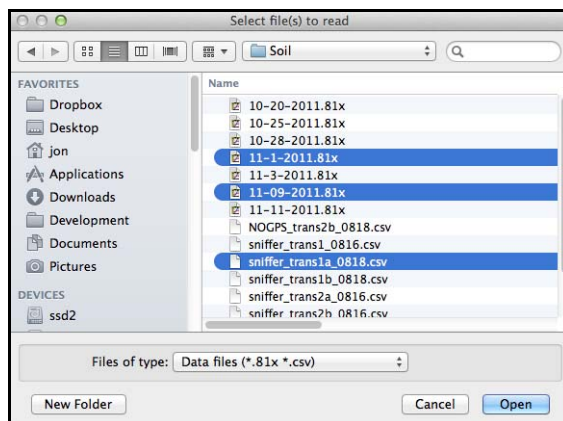 Select file(s) to read
Soil
FAVORITES
Dropbox
Desktop
jon
Applications
Downloads
Development
Documents
Pictures
DEVICES
ssd2
Name
10-20-2011.81x
10-25-2011.81x
10-28-2011.81x
11-1-2011.81x
11-3-2011.81x
11-09-2011.81x
11-11-2011.81x
NOGPS_trans2b_0818.csv
sniffer_trans1_0816.csv
sniffer_trans1a_0818.csv
sniffer_trans1b_0818.csv
sniffer_trans2a_0816.csv
sniffer_trans2b_0816.csv
Files of type: Data files (*.81x *.csv)
New Folder
Cancel
Open